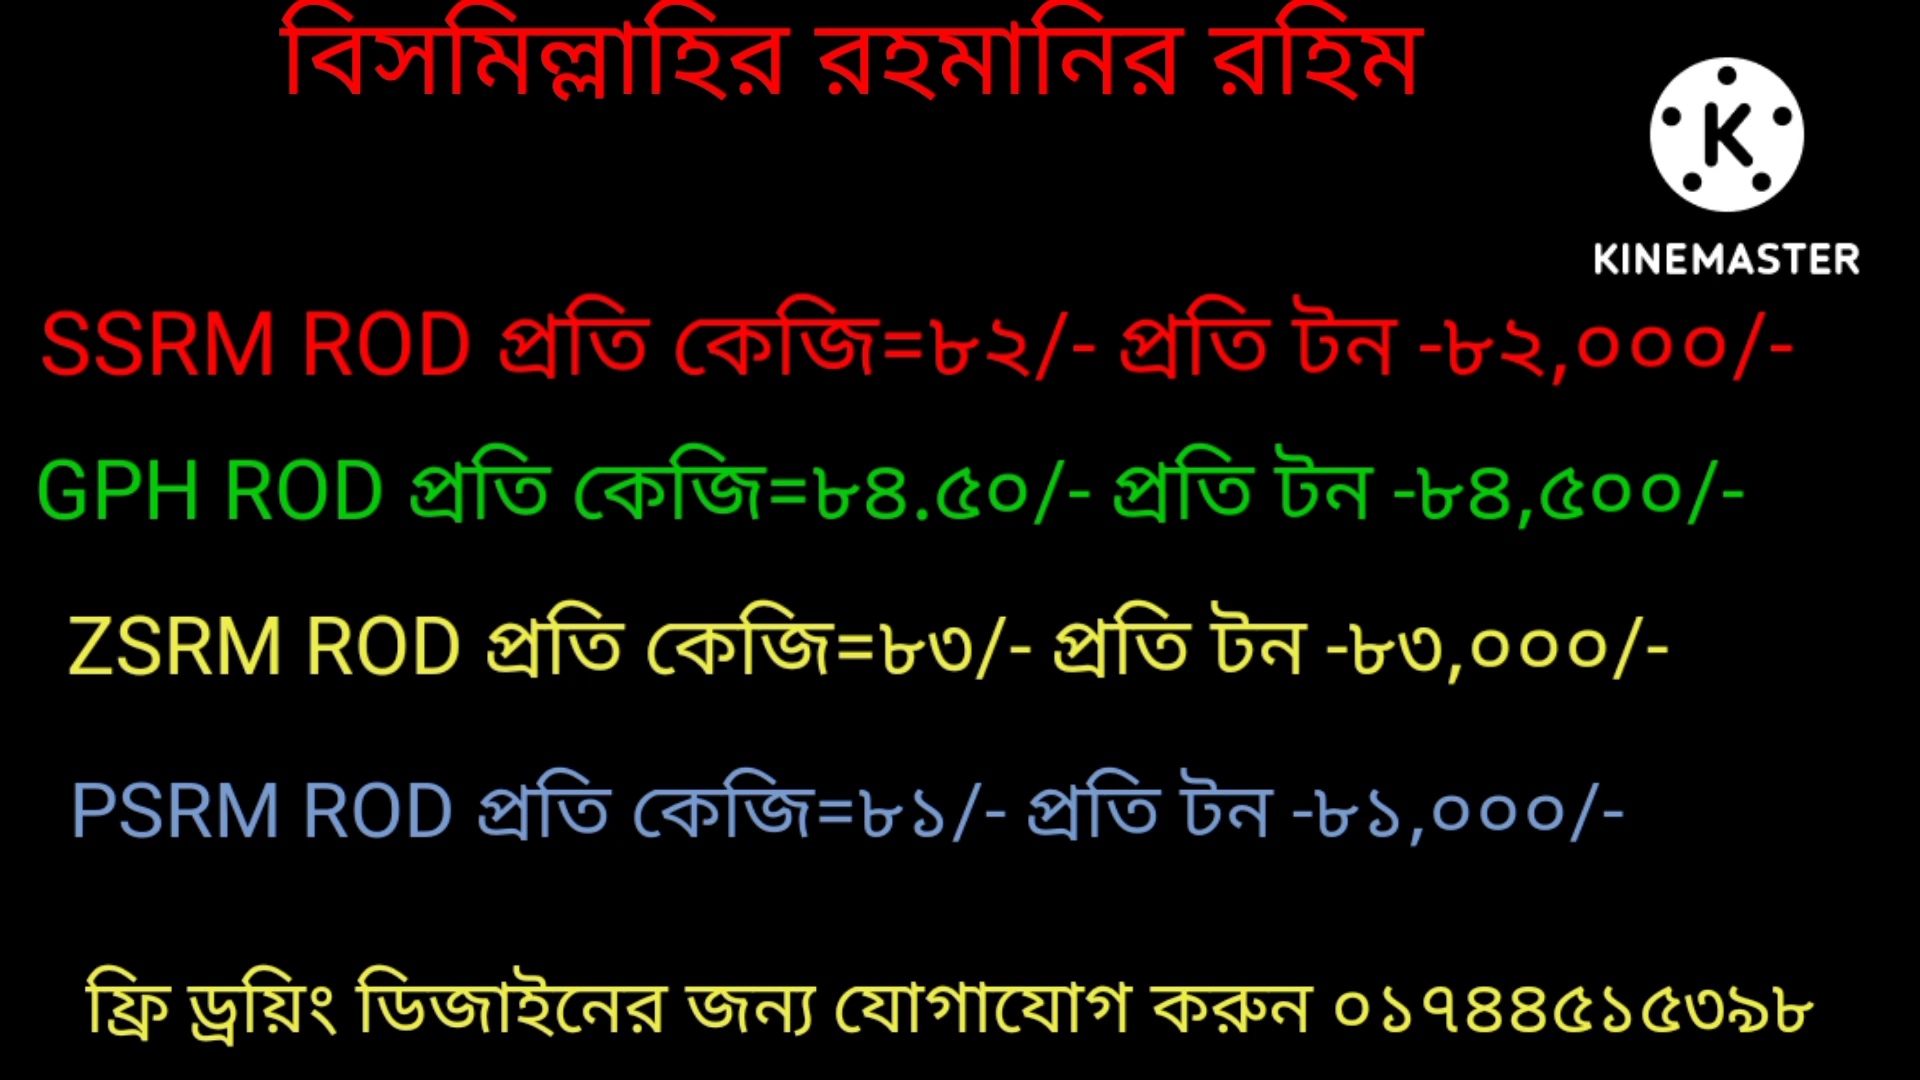 বিসমিল্লাহির রহমানির রহিম
K
KINEMASTER
SSRM ROD প্রতি কেজি=৮২/- প্রতি টন -৮২,০০০/-
GPH ROD প্রতি কেজি=৮৪.৫০/- প্রতি টন -৮৪,৫০০/-
ZSRM ROD প্রতি কেজি=৮৩/- প্রতি টন -৮৩,০০০/-
PSRM ROD প্রতি কেজি=৮১/- প্রতি টন -৮১,০০০/-
ফ্রি ড্রয়িং ডিজাইনের জন্য যোগাযোগ করুন ০১৭৪৪৫১৫৩৯৮